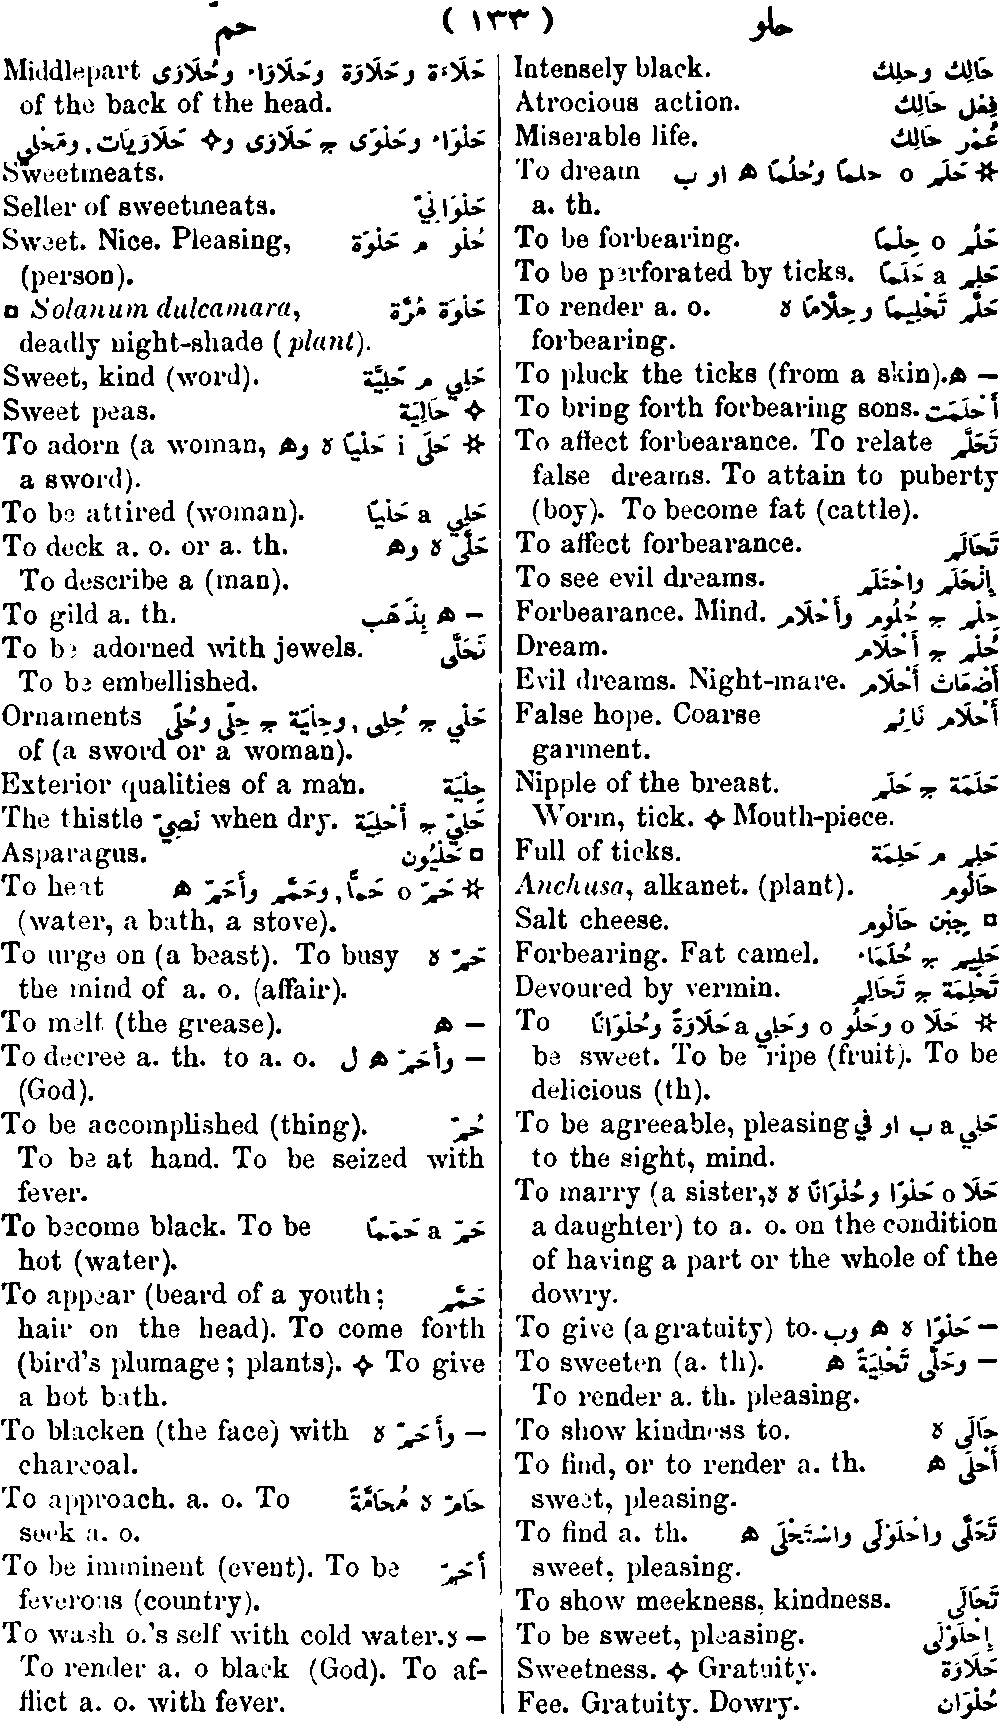 حلو ( ١٣٣ ) حمّ
Intensely black. حَالِك وحلِك
Atrocious action. فِعْل حَالِك
Miserable life. عُمْر حَالِك
To dream ✲ حَلَم o حلمًا وحُلُمًا ه او ب
a. th.
To be forbearing. حَلُم o حِلْمًا
To be perforated by ticks. حَلِم a حَلَمًا
To render a. o. حَلَّم تَحْلِيمًا وحِلَّامًا ه
forbearing.
To pluck the ticks (from a skin). — ه
To bring forth forbearing sons. أَحْلَمَت
To affect forbearance. To relate تَحَلَّم
false dreams. To attain to puberty
(boy). To become fat (cattle).
To affect forbearance. تَحَالَم
To see evil dreams. إِنْحَلَم واحْتَلَم
Forbearance. Mind. حِلْم ج حُلُوم وأَحْلَام
Dream. حُلْم ج أَحْلَام
Evil dreams. Night-mare. أَضْغَاث أَحْلَام
False hope. Coarse أَحْلَام نَائِم
garment.
Nipple of the breast. حَلَمَة ج حَلَم
Worm, tick. ✧ Mouth-piece.
Full of ticks. حَلِم م حَلِمَة
Anchusa, alkanet. (plant). حَالُوم
Salt cheese. ◘ جِبْن حَالُوم
Forbearing. Fat camel. حَلِيم ج حُلَمَاء
Devoured by vermin. تَحْلِمَة ج تَحَالِم
To ✲ حَلَا o وحَلُو o وحَلِي a حَلَاوَةً وحُلْوَانًا
be sweet. To be ripe (fruit). To be
delicious (th).
To be agreeable, pleasing حَلِي a ب او في
to the sight, mind.
To marry (a sister, حَلَا o حَلْوًا وحُلْوَانًا ه ه
a daughter) to a. o. on the condition
of having a part or the whole of the
dowry.
To give (a gratuity) to. — حَلْوًا ه ه وب
To sweeten (a. th). — وحَلَّى تَحْلِيَةً ه
To render a. th. pleasing.
To show kindness to. حَالَى ه
To find, or to render a. th. أَحْلَى ه
sweet, pleasing.
To find a. th. تَحَلَّى واحْلَوْلَى واسْتَحْلَى ه
sweet, pleasing.
To show meekness, kindness. تَحَالَى
To be sweet, pleasing. إِحْلَوْلَى
Sweetness. ✧ Gratuity. حَلَاوَة
Fee. Gratuity. Dowry. حُلْوَان
Middlepart حَلَاءَة وحَلَاوَة وحَلَاوَاء وحُلَاوَى
of the back of the head.
حَلْوَاء وحَلْوَى ج حَلَاوَى و✧ حَلَاوِيَات, ومَحْلِي
Sweetmeats.
Seller of sweetmeats. حَلْوَانِيّ
Sweet. Nice. Pleasing, حُلْو م حُلْوَة
(person).
◘ Solanum dulcamara, حَلْوَة مُرَّة
deadly night-shade (plant).
Sweet, kind (word). حَلِي م حَلِيَّة
Sweet peas. ✧ حَالِيَة
To adorn (a woman, ✲ حَلَى i حَلْيًا ه وه
a sword).
To be attired (woman). حَلِي a حَلْيًا
To deck a. o. or a. th. حَلَّى ه وه
To describe a (man).
To gild a. th. — ه بِذَهَب
To be adorned with jewels. تَحَلَّى
To be embellished.
Ornaments حَلْي ج حُلِي, وحِلْيَة ج حِلًى وحُلًى
of (a sword or a woman).
Exterior qualities of a man. حِلْيَة
The thistle نَصِيّ when dry. حَلِيّ ج أَحْلِيَة
Asparagus. ◘ حَلْيُون
To heat ✲ حَمّ o حَمًّا, وحَمَّم وأَحَمّ ه
(water, a bath, a stove).
To urge on (a beast). To busy حَمّ ه
the mind of a. o. (affair).
To melt (the grease). — ه
To decree a. th. to a. o. — وأَحَمّ ه ل
(God).
To be accomplished (thing). حُمّ
To be at hand. To be seized with
fever.
To become black. To be حَمّ a حَمَمًا
hot (water).
To appear (beard of a youth; حَمَّم
hair on the head). To come forth
(bird's plumage; plants). ✧ To give
a hot bath.
To blacken (the face) with — وأَحَمّ ه
charcoal.
To approach. a. o. To حَامّ ه مُحَامَّةً
seek a. o.
To be imminent (event). To be أَحَمّ
feverous (country).
To wash o.'s self with cold water. — ه
To render a. o black (God). To af-
flict a. o. with fever.